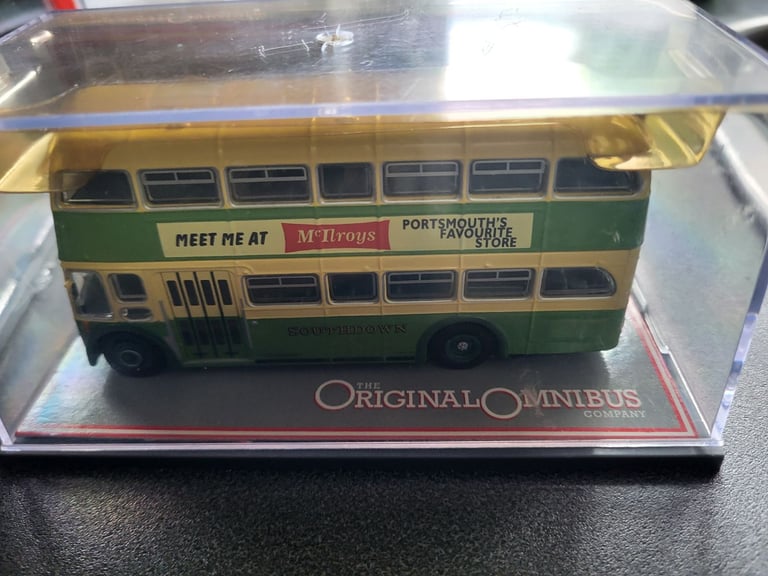 MEET ME AT McIlroys PORTSMOUTH'S
FAVOURITE
STORE
SOUTHDOWN
THE
ORIGINAL OMNIBUS
COMPANY